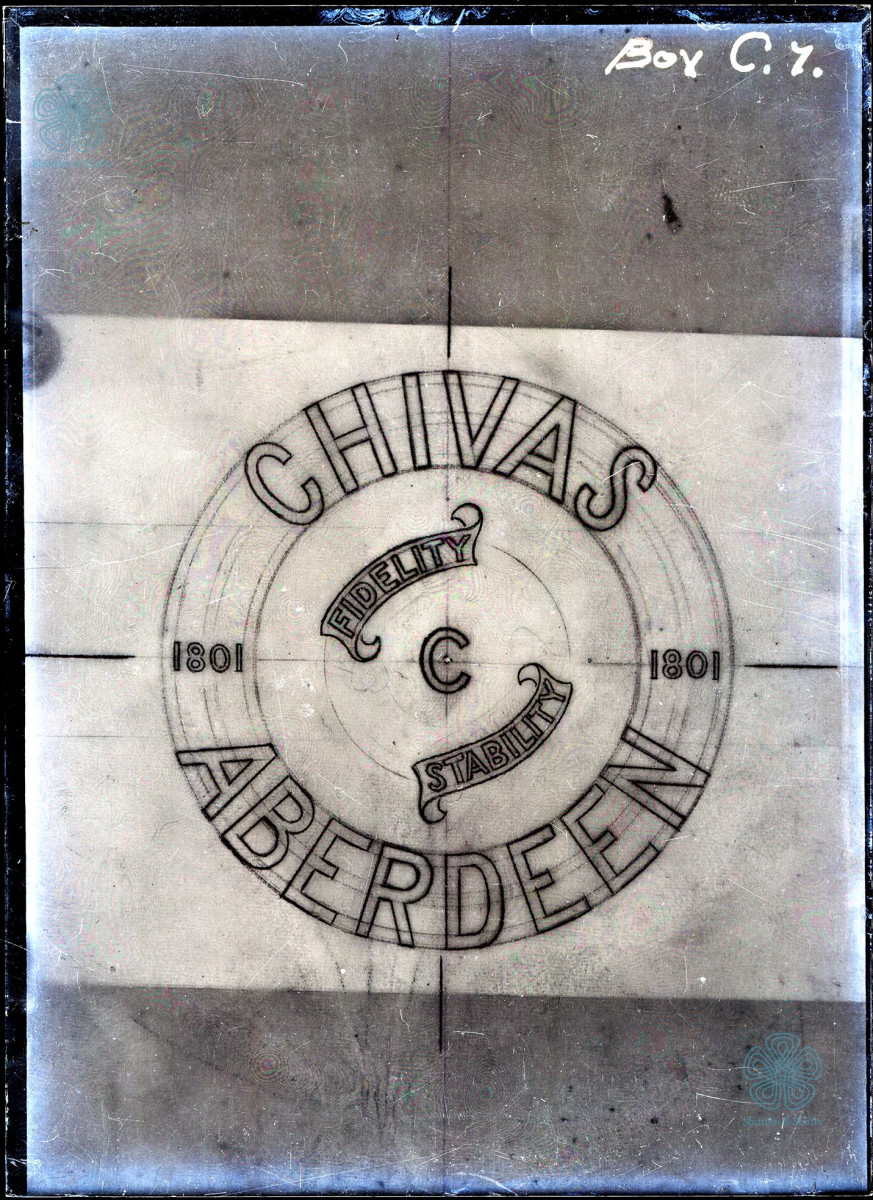 Box C.7.
CHIVAS
FIDELITY
C
1801
1801
STABILITY
ABERDEEN